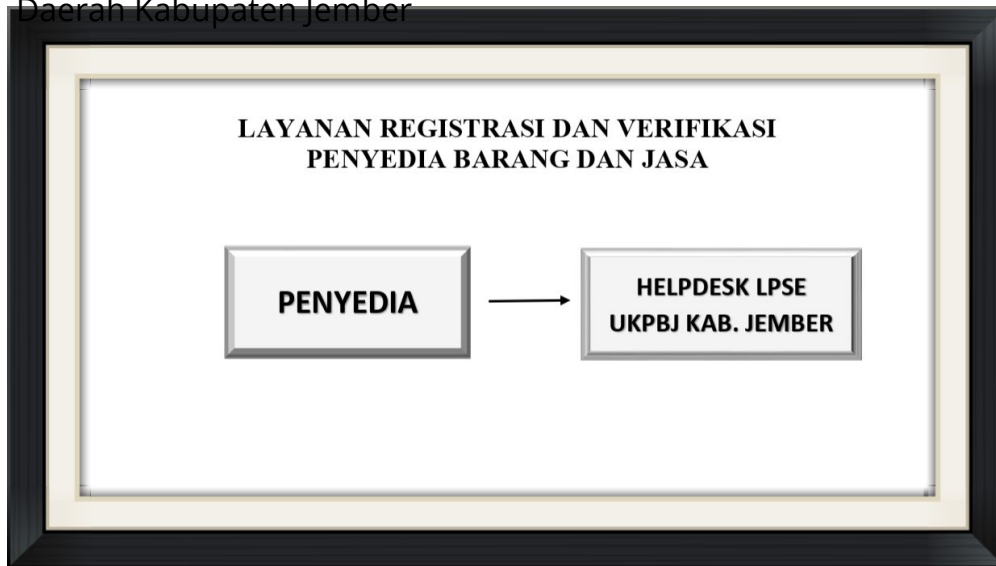 Daerah Kabupaten Jember
LAYANAN REGISTRASI DAN VERIFIKASI
PENYEDIA BARANG DAN JASA
PENYEDIA
HELPDESK LPSE
UKPBJ KAB. JEMBER